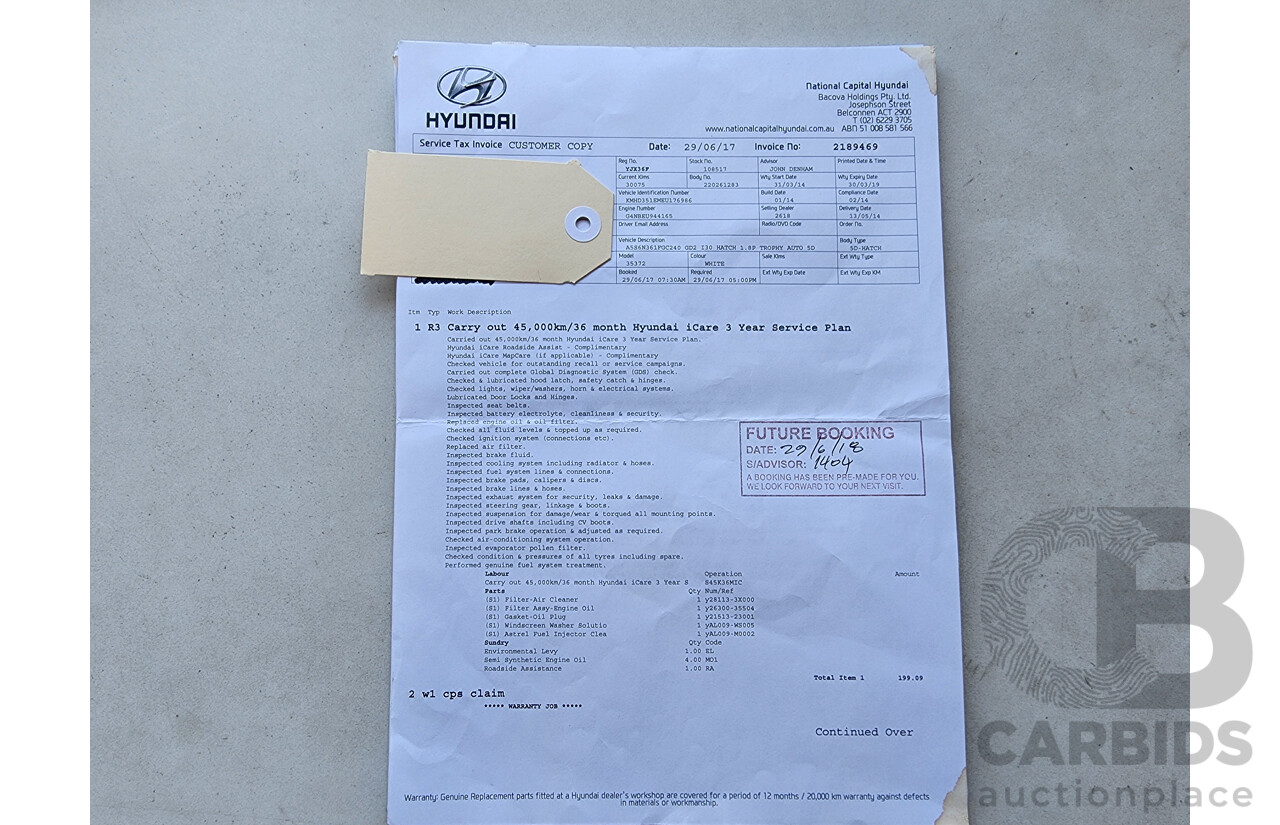 HYUNDAI
National Capital Hyundai
Bacova Holdings Pty. Ltd.
Josephson Street
Belconnen ACT 2900
T (02) 6229 3705
www.nationalcapitalhyundai.com.au ABN 51 008 581 566
Service Tax Invoice CUSTOMER COPY Date: 29/06/17 Invoice No: 2189469
Reg No. Stock No. Advisor Printed Date & Time
YJX36F 108517 JOHN DENHAM
Current Klms Body No. Wty Start Date Wty Expiry Date
30075 220261283 31/03/14 30/03/19
Vehicle Identification Number Build Date Compliance Date
KMHD351EMEU176986 01/14 02/14
Engine Number Selling Dealer Delivery Date
G4NBEU944165 2618 13/05/14
Driver Email Address Radio/DVD Code Order No.
Vehicle Description Body Type
A5S6N361FGC240 GD2 I30 HATCH 1.8P TROPHY AUTO 5D 5D-HATCH
Model Colour Sale Klms Ext Wty Type
35372 WHITE
Booked Required Ext Wty Exp Date Ext Wty Exp KM
29/06/17 07:30AM 29/06/17 05:00PM
Itm Typ Work Description
1 R3 Carry out 45,000km/36 month Hyundai iCare 3 Year Service Plan
Carried out 45,000km/36 month Hyundai iCare 3 Year Service Plan.
Hyundai iCare Roadside Assist - Complimentary
Hyundai iCare MapCare (if applicable) - Complimentary
Checked vehicle for outstanding recall or service campaigns.
Carried out complete Global Diagnostic System (GDS) check.
Checked & lubricated hood latch, safety catch & hinges.
Checked lights, wiper/washers, horn & electrical systems.
Lubricated Door Locks and Hinges.
Inspected seat belts.
Inspected battery electrolyte, cleanliness & security.
Replaced engine oil & oil filter.
Checked all fluid levels & topped up as required.
Checked ignition system (connections etc).
Replaced air filter.
Inspected brake fluid.
Inspected cooling system including radiator & hoses.
Inspected fuel system lines & connections.
Inspected brake pads, calipers & discs.
Inspected brake lines & hoses.
Inspected exhaust system for security, leaks & damage.
Inspected steering gear, linkage & boots.
Inspected suspension for damage/wear & torqued all mounting points.
Inspected drive shafts including CV boots.
Inspected park brake operation & adjusted as required.
Checked air-conditioning system operation.
Inspected evaporator pollen filter.
Checked condition & pressures of all tyres including spare.
Performed genuine fuel system treatment.
FUTURE BOOKING
DATE: 29/6/18
S/ADVISOR: 1404
A BOOKING HAS BEEN PRE-MADE FOR YOU.
WE LOOK FORWARD TO YOUR NEXT VISIT.
Labour Operation Amount
Carry out 45,000km/36 month Hyundai iCare 3 Year S S45K36MIC
Parts Qty Num/Ref
(S1) Filter-Air Cleaner 1 y28113-3X000
(S1) Filter Assy-Engine Oil 1 y26300-35504
(S1) Gasket-Oil Plug 1 y21513-23001
(S1) Windscreen Washer Solutio 1 yAL009-WS005
(S1) Astrel Fuel Injector Clea 1 yAL009-M0002
Sundry Qty Code
Environmental Levy 1.00 EL
Semi Synthetic Engine Oil 4.00 MO1
Roadside Assistance 1.00 RA
Total Item 1 199.09
2 w1 cps claim
***** WARRANTY JOB *****
Continued Over
Warranty: Genuine Replacement parts fitted at a Hyundai dealer's workshop are covered for a period of 12 months / 20,000 km warranty against defects
in materials or workmanship.
CB
CARBIDS
auctionplace